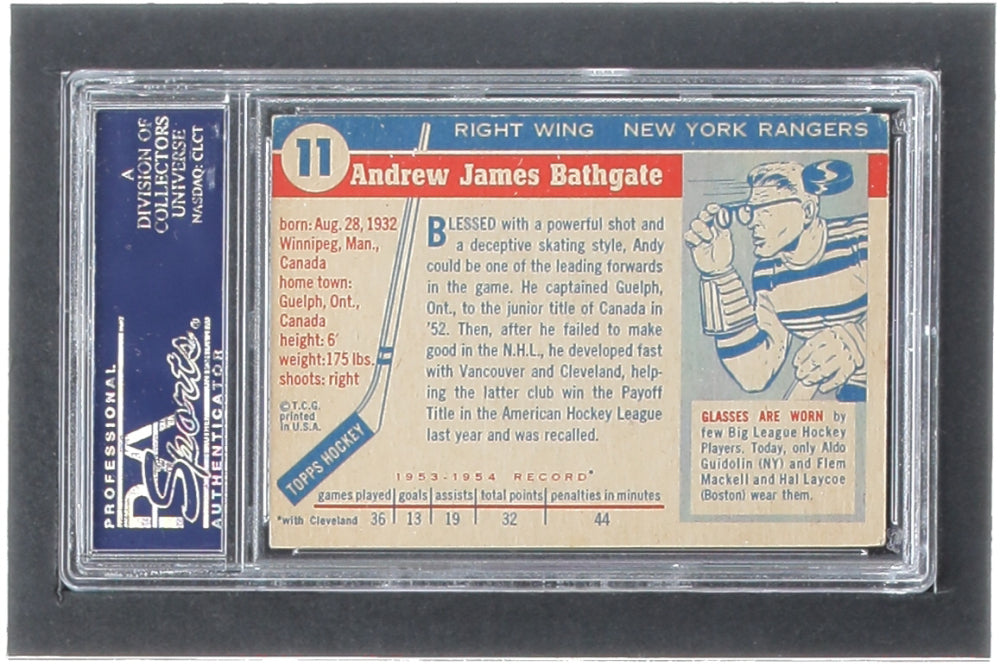 A
DIVISION OF
COLLECTORS
UNIVERSE
NASDAQ: CLCT
PROFESSIONAL
PSA
Sports®
AUTHENTICATOR
RIGHT WING NEW YORK RANGERS
11
Andrew James Bathgate
born: Aug. 28, 1932
Winnipeg, Man.,
Canada
home town:
Guelph, Ont.,
Canada
height: 6'
weight: 175 lbs.
shoots: right
©T.C.G.
printed
in U.S.A.
TOPPS HOCKEY
BLESSED with a powerful shot and
a deceptive skating style, Andy
could be one of the leading forwards
in the game. He captained Guelph,
Ont., to the junior title of Canada in
'52. Then, after he failed to make
good in the N.H.L., he developed fast
with Vancouver and Cleveland, help-
ing the latter club win the Payoff
Title in the American Hockey League
last year and was recalled.
1953-1954 RECORD*
games played goals assists total points penalties in minutes
*with Cleveland 36 13 19 32 44
GLASSES ARE WORN by
few Big League Hockey
Players. Today, only Aldo
Guidolin (NY) and Flem
Mackell and Hal Laycoe
(Boston) wear them.